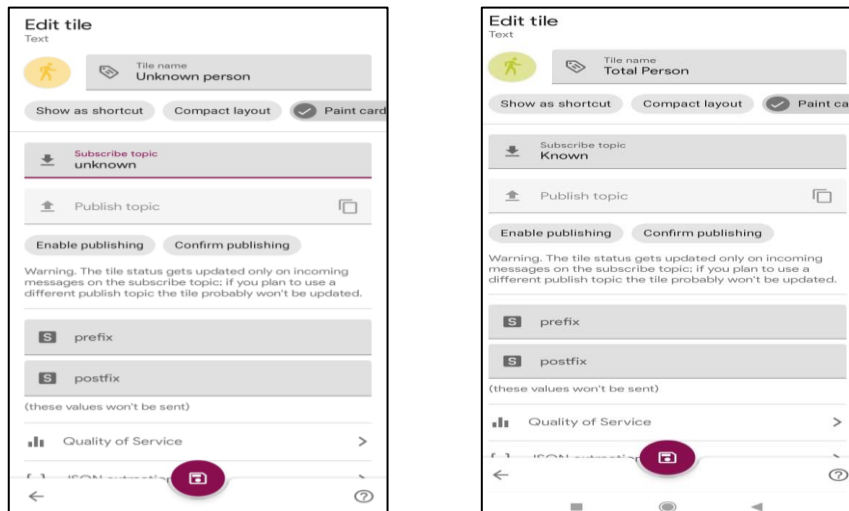 Edit tile
Text
Tile name
Unknown person
Show as shortcut Compact layout Paint card
Subscribe topic
unknown
Publish topic
Enable publishing Confirm publishing
Warning. The tile status gets updated only on incoming
messages on the subscribe topic; if you plan to use a
different publish topic the tile probably won't be updated.
S prefix
S postfix
(these values won't be sent)
Quality of Service
Edit tile
Text
Tile name
Total Person
Show as shortcut Compact layout Paint ca
Subscribe topic
Known
Publish topic
Enable publishing Confirm publishing
Warning. The tile status gets updated only on incoming
messages on the subscribe topic; if you plan to use a
different publish topic the tile probably won't be updated.
S prefix
S postfix
(these values won't be sent)
Quality of Service